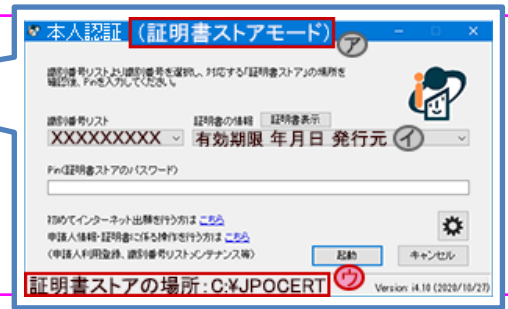 本人認証 (証明書ストアモード) ア
識別番号リストより識別番号を選択し、対応する「証明書ストア」の場所を
確認後、Pinを入力してください。
識別番号リスト 証明書の情報 証明書表示
XXXXXXXXX 有効期限 年月日 発行元 イ
Pin(証明書ストアのパスワード)
初めてインターネット出願を行う方は こちら
申請人情報・証明書に係る操作を行う方は こちら
(申請人利用登録、識別番号リストメンテナンス等) 起動 キャンセル
証明書ストアの場所:C:¥JPOCERT ウ Version i4.10 (2020/10/27)